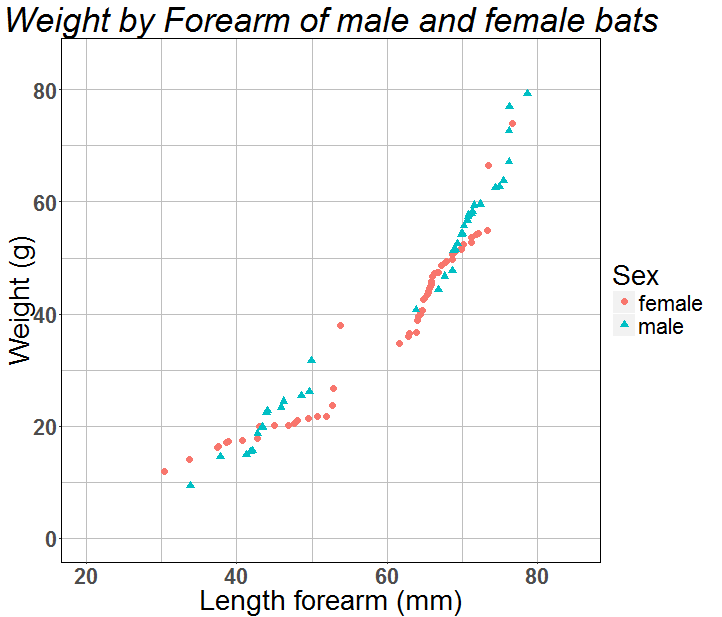 Weight by Forearm of male and female bats
80
60
40
20
0
Weight (g)
20 40 60 80
Length forearm (mm)
Sex
female
male